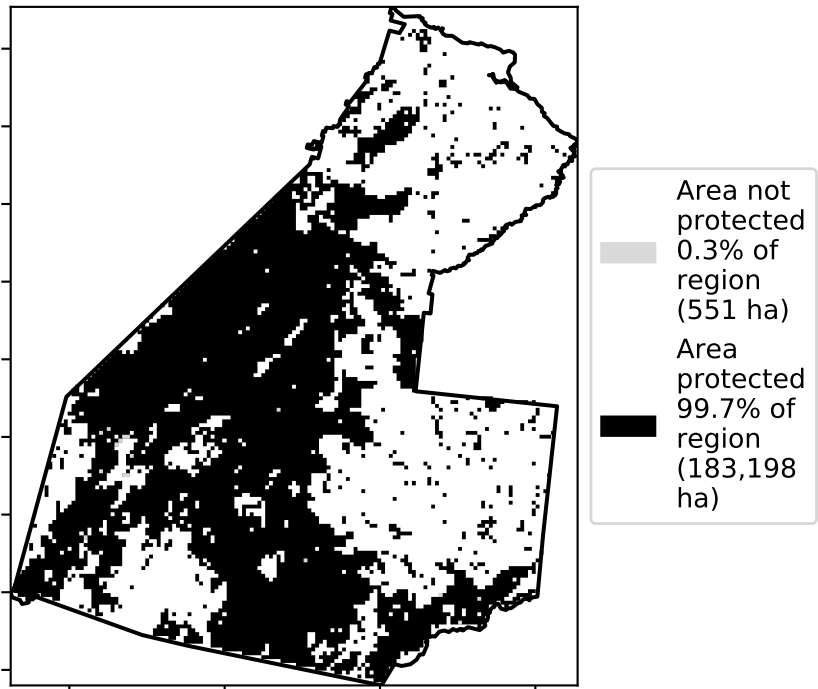 Area not
protected
0.3% of
region
(551 ha)
Area
protected
99.7% of
region
(183,198
ha)